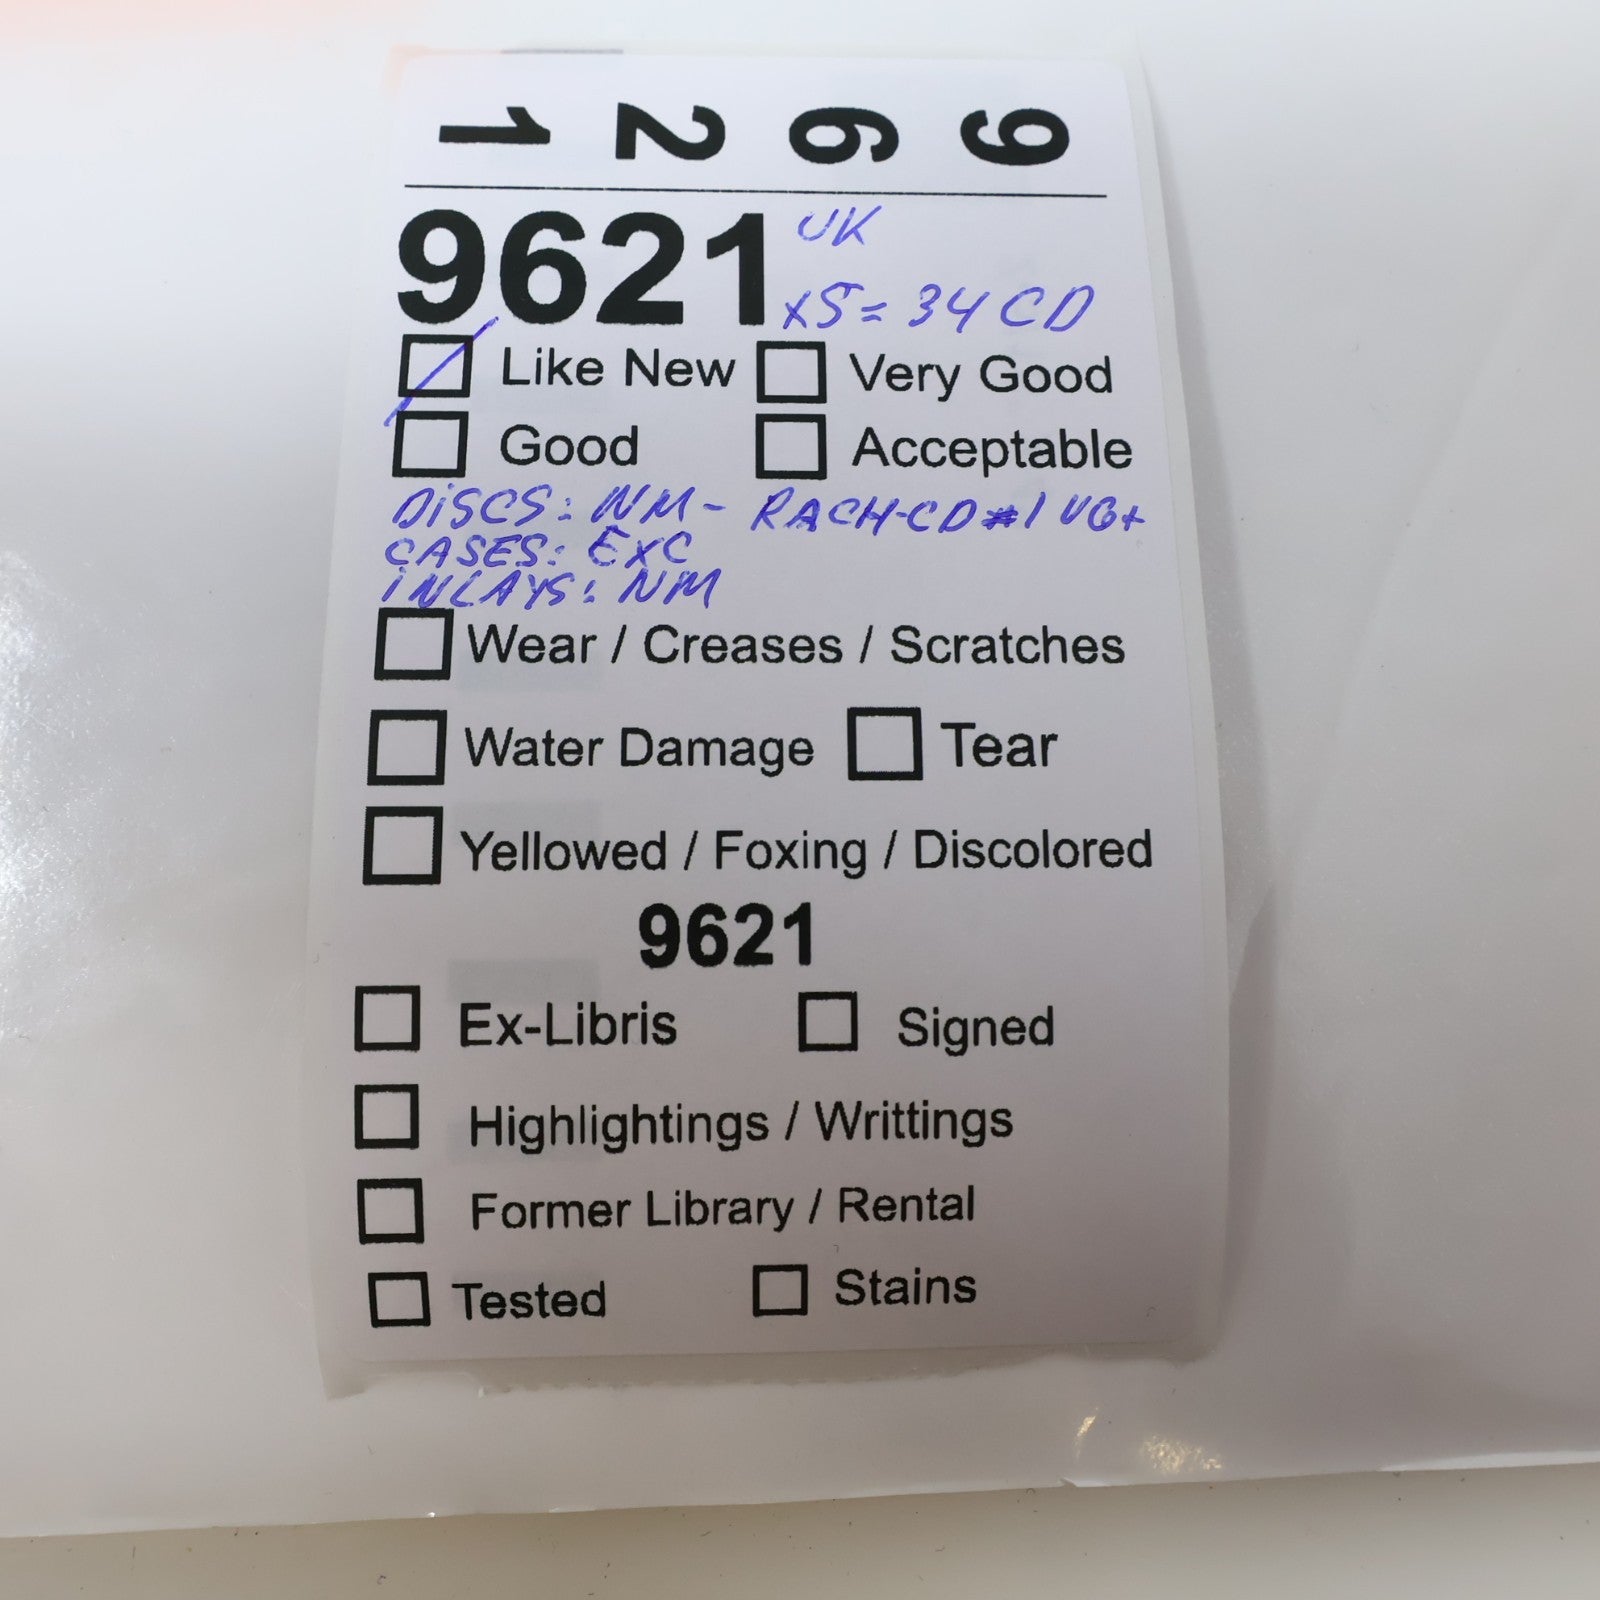 9621
9621 UK
x5 = 34 CD
Like New Very Good
Good Acceptable
DiSCS: NM- RACH-CD#1 VG+
CASES: EXC
iNLAYS: NM
Wear / Creases / Scratches
Water Damage Tear
Yellowed / Foxing / Discolored
9621
Ex-Libris Signed
Highlightings / Writtings
Former Library / Rental
Tested Stains